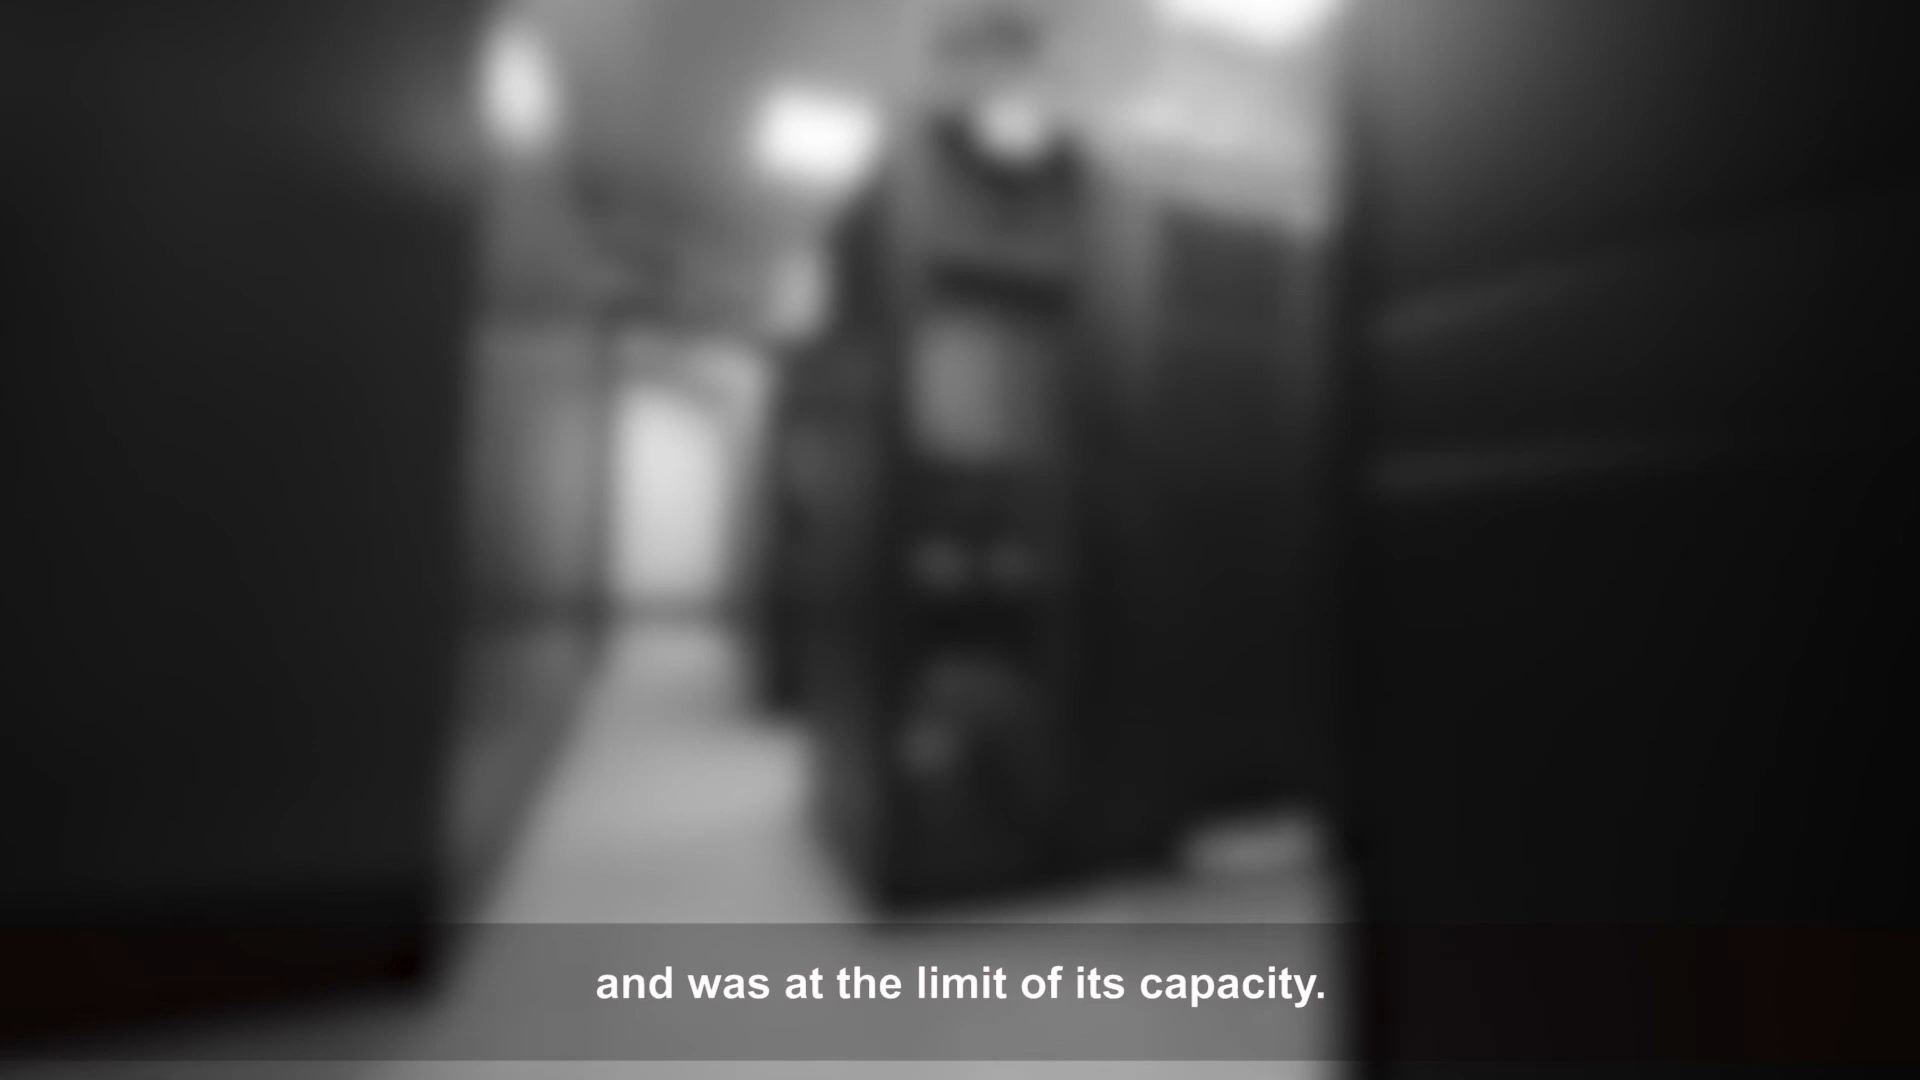 and was at the limit of its capacity.